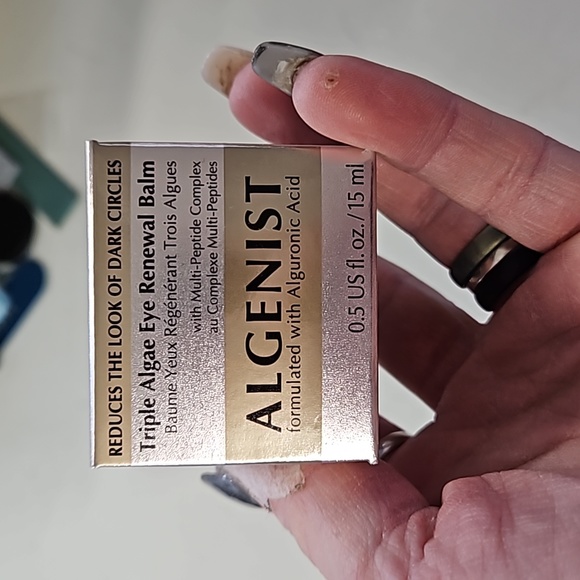 REDUCES THE LOOK OF DARK CIRCLES
Triple Algae Eye Renewal Balm
Baume Yeux Régénérant Trois Algues
with Multi-Peptide Complex
au Complexe Multi-Peptides
ALGENIST
formulated with Alguronic Acid
0.5 US fl. oz. / 15 ml